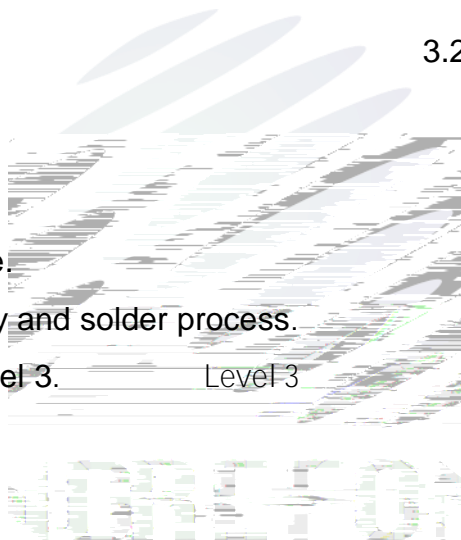 3.2
e.
y and solder process.
el 3. Level 3